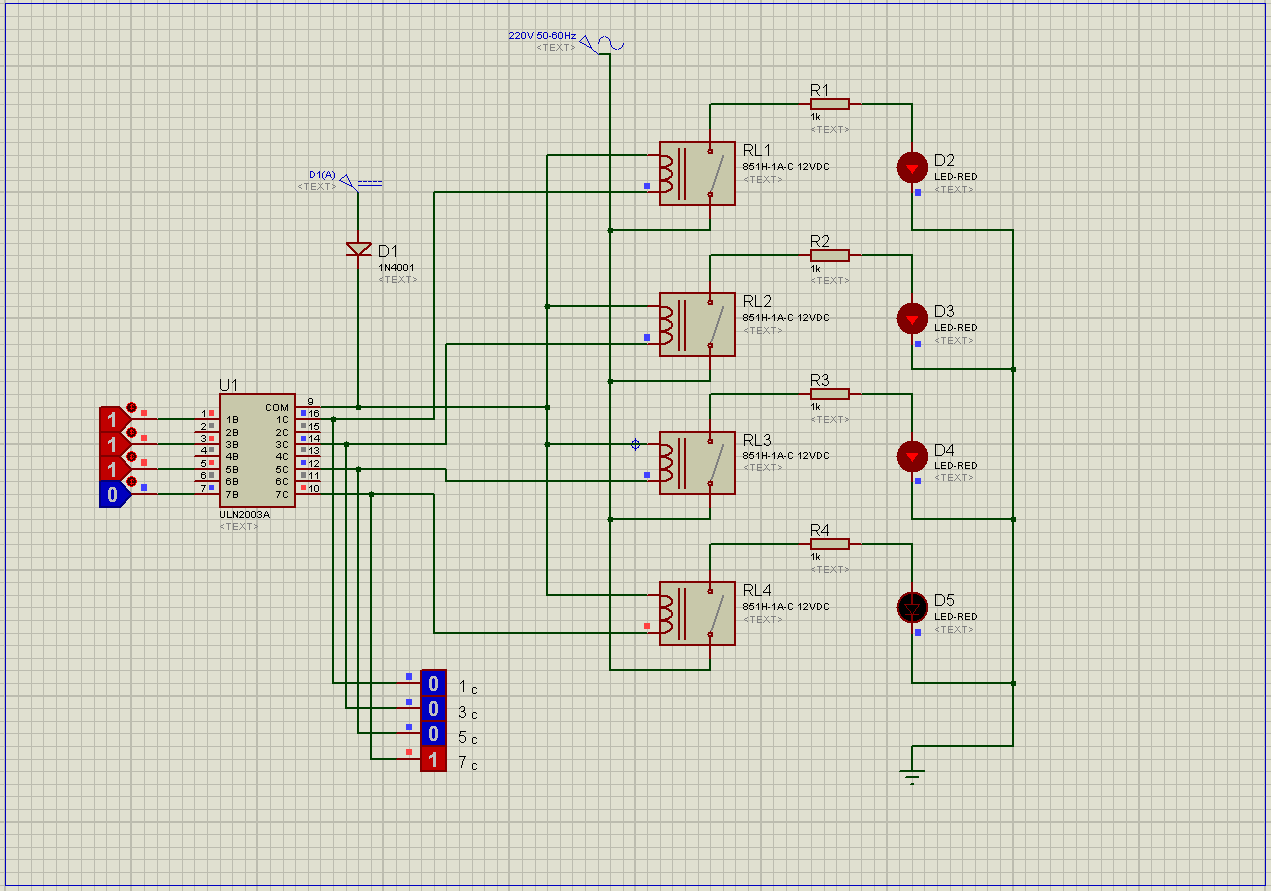 220V 50-60Hz
<TEXT>
R1
1k
<TEXT>
RL1
851H-1A-C 12VDC
<TEXT>
D2
LED-RED
<TEXT>
D1(A)
<TEXT>
D1
1N4001
<TEXT>
R2
1k
<TEXT>
RL2
851H-1A-C 12VDC
<TEXT>
D3
LED-RED
<TEXT>
U1
COM 9
1 1 1B 1C 16
2 2B 2C 15
1 3 3B 3C 14
4 4B 4C 13
1 5 5B 5C 12
6 6B 6C 11
0 7 7B 7C 10
ULN2003A
<TEXT>
R3
1k
<TEXT>
RL3
851H-1A-C 12VDC
<TEXT>
D4
LED-RED
<TEXT>
R4
1k
<TEXT>
RL4
851H-1A-C 12VDC
<TEXT>
D5
LED-RED
<TEXT>
0 1 c
0 3 c
0 5 c
1 7 c